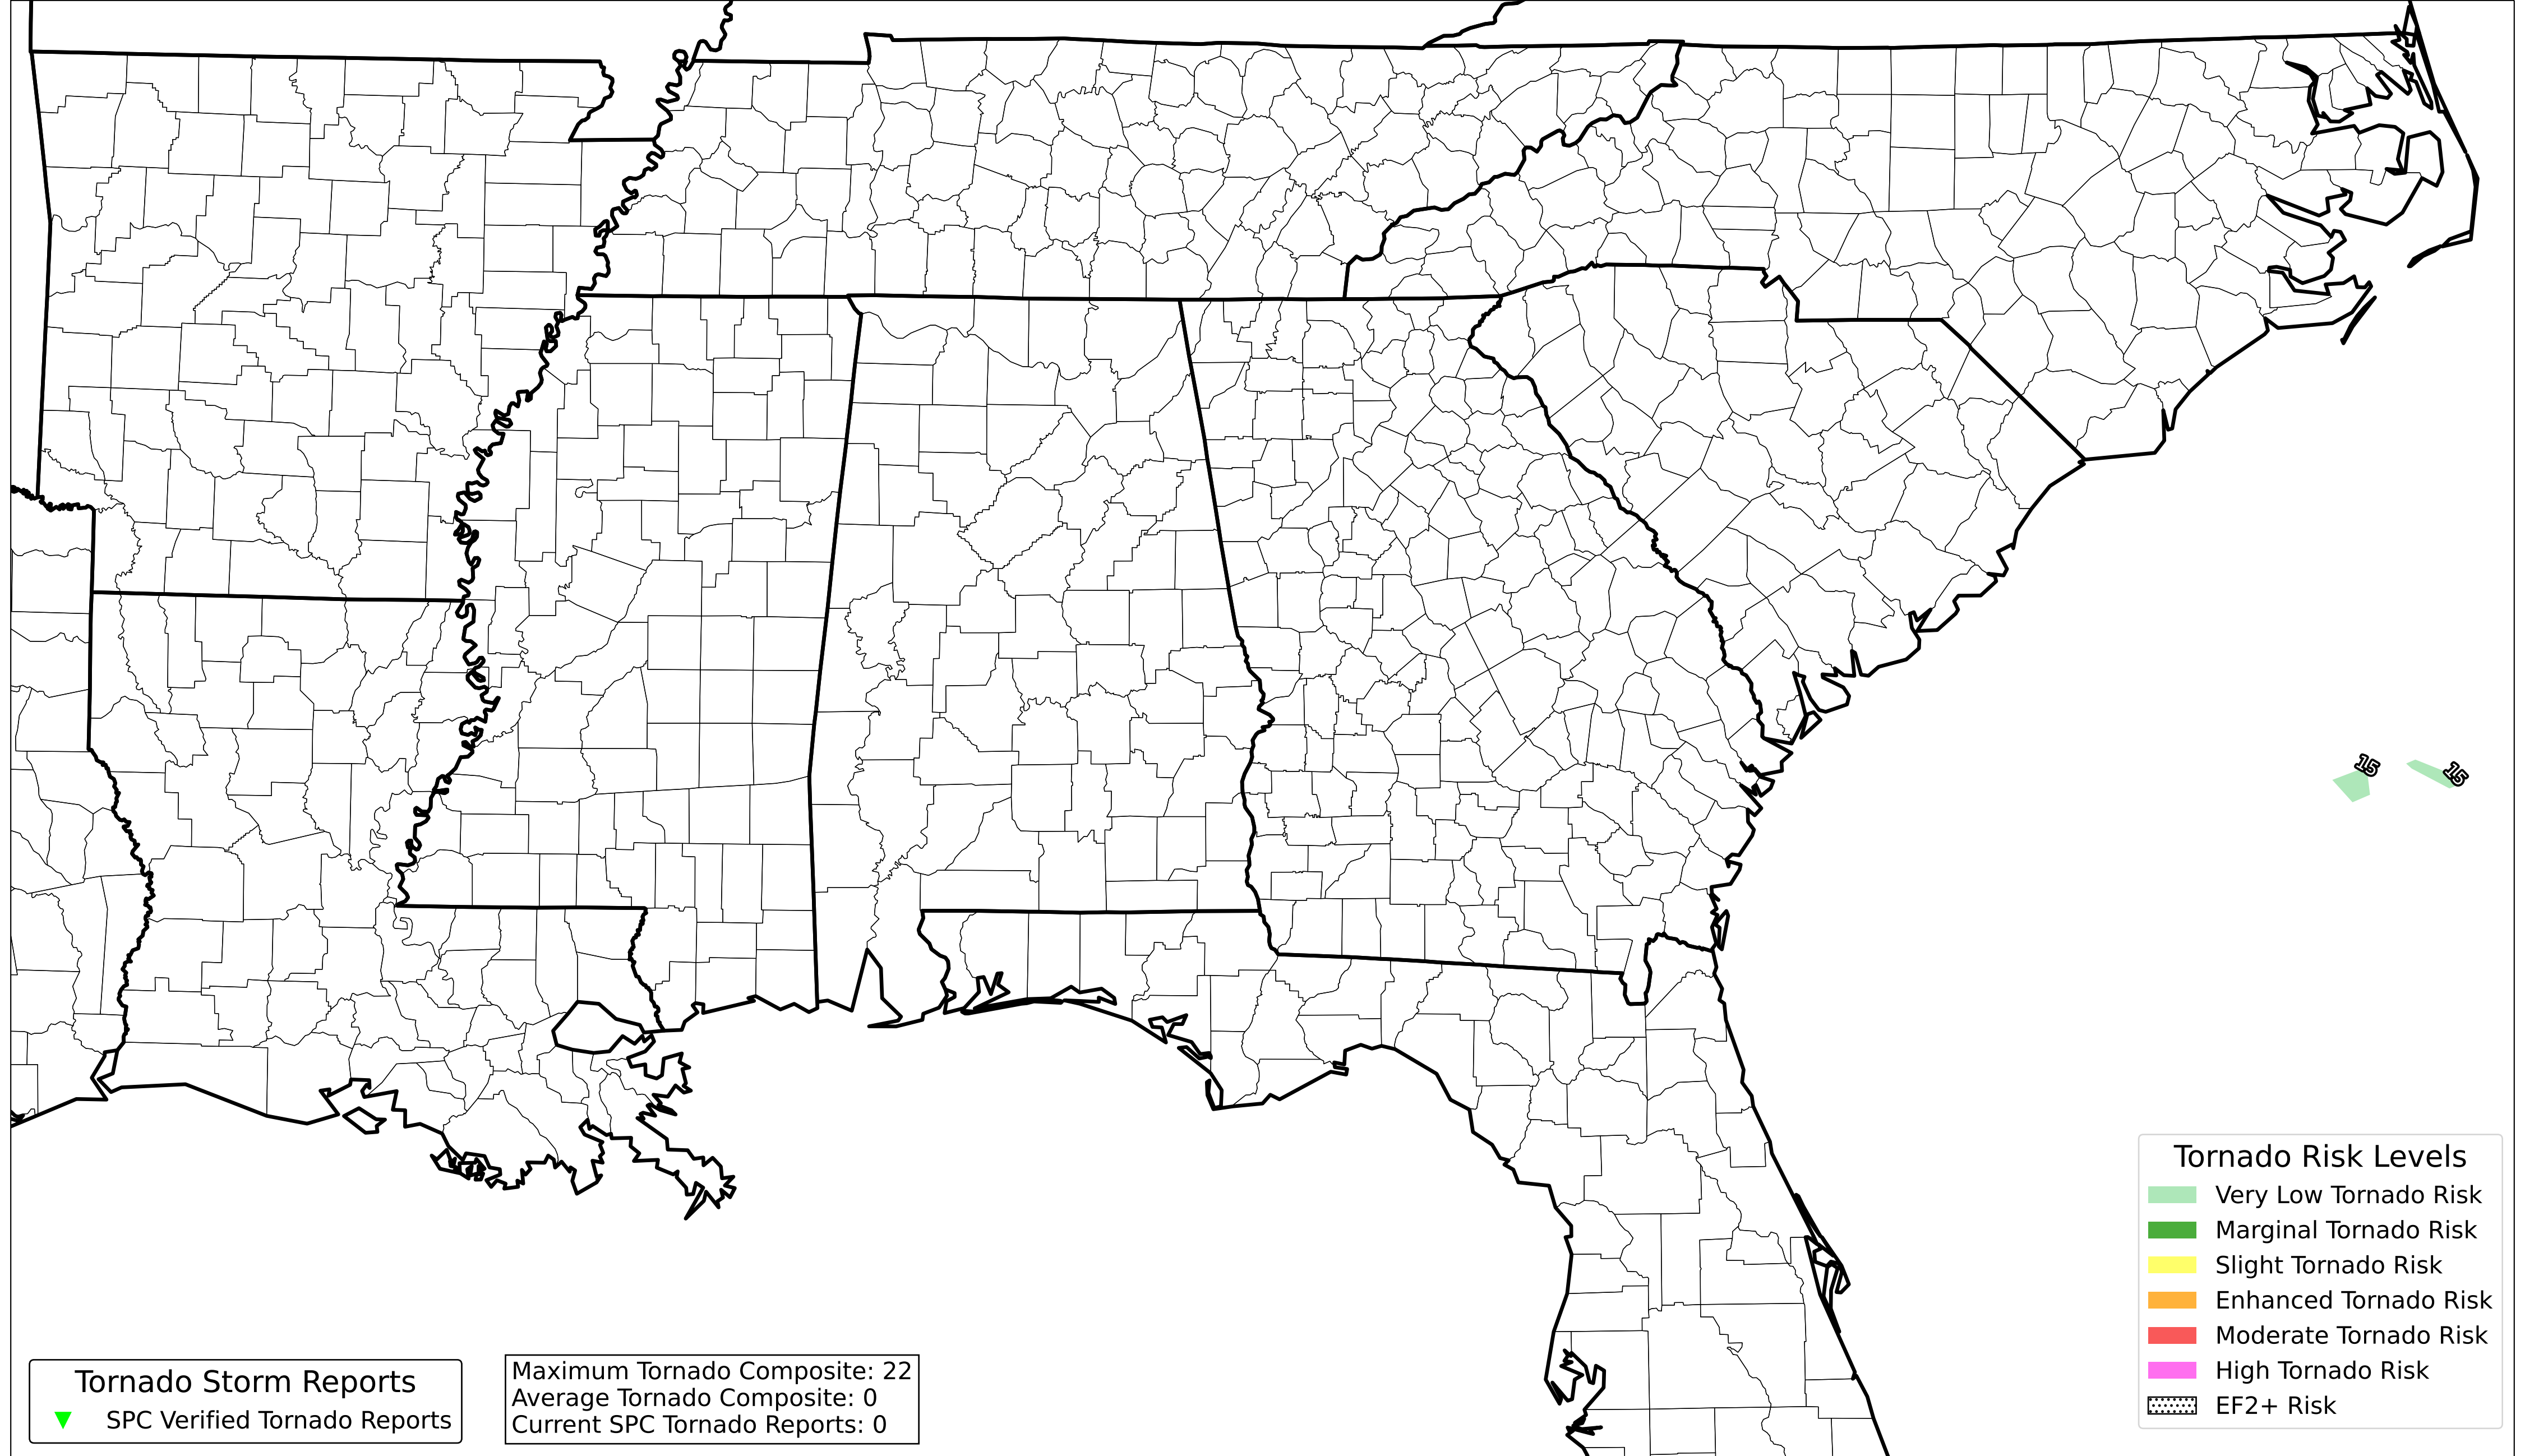 15
15
Tornado Risk Levels
Very Low Tornado Risk
Marginal Tornado Risk
Slight Tornado Risk
Enhanced Tornado Risk
Moderate Tornado Risk
High Tornado Risk
EF2+ Risk
Tornado Storm Reports
SPC Verified Tornado Reports
Maximum Tornado Composite: 22
Average Tornado Composite: 0
Current SPC Tornado Reports: 0